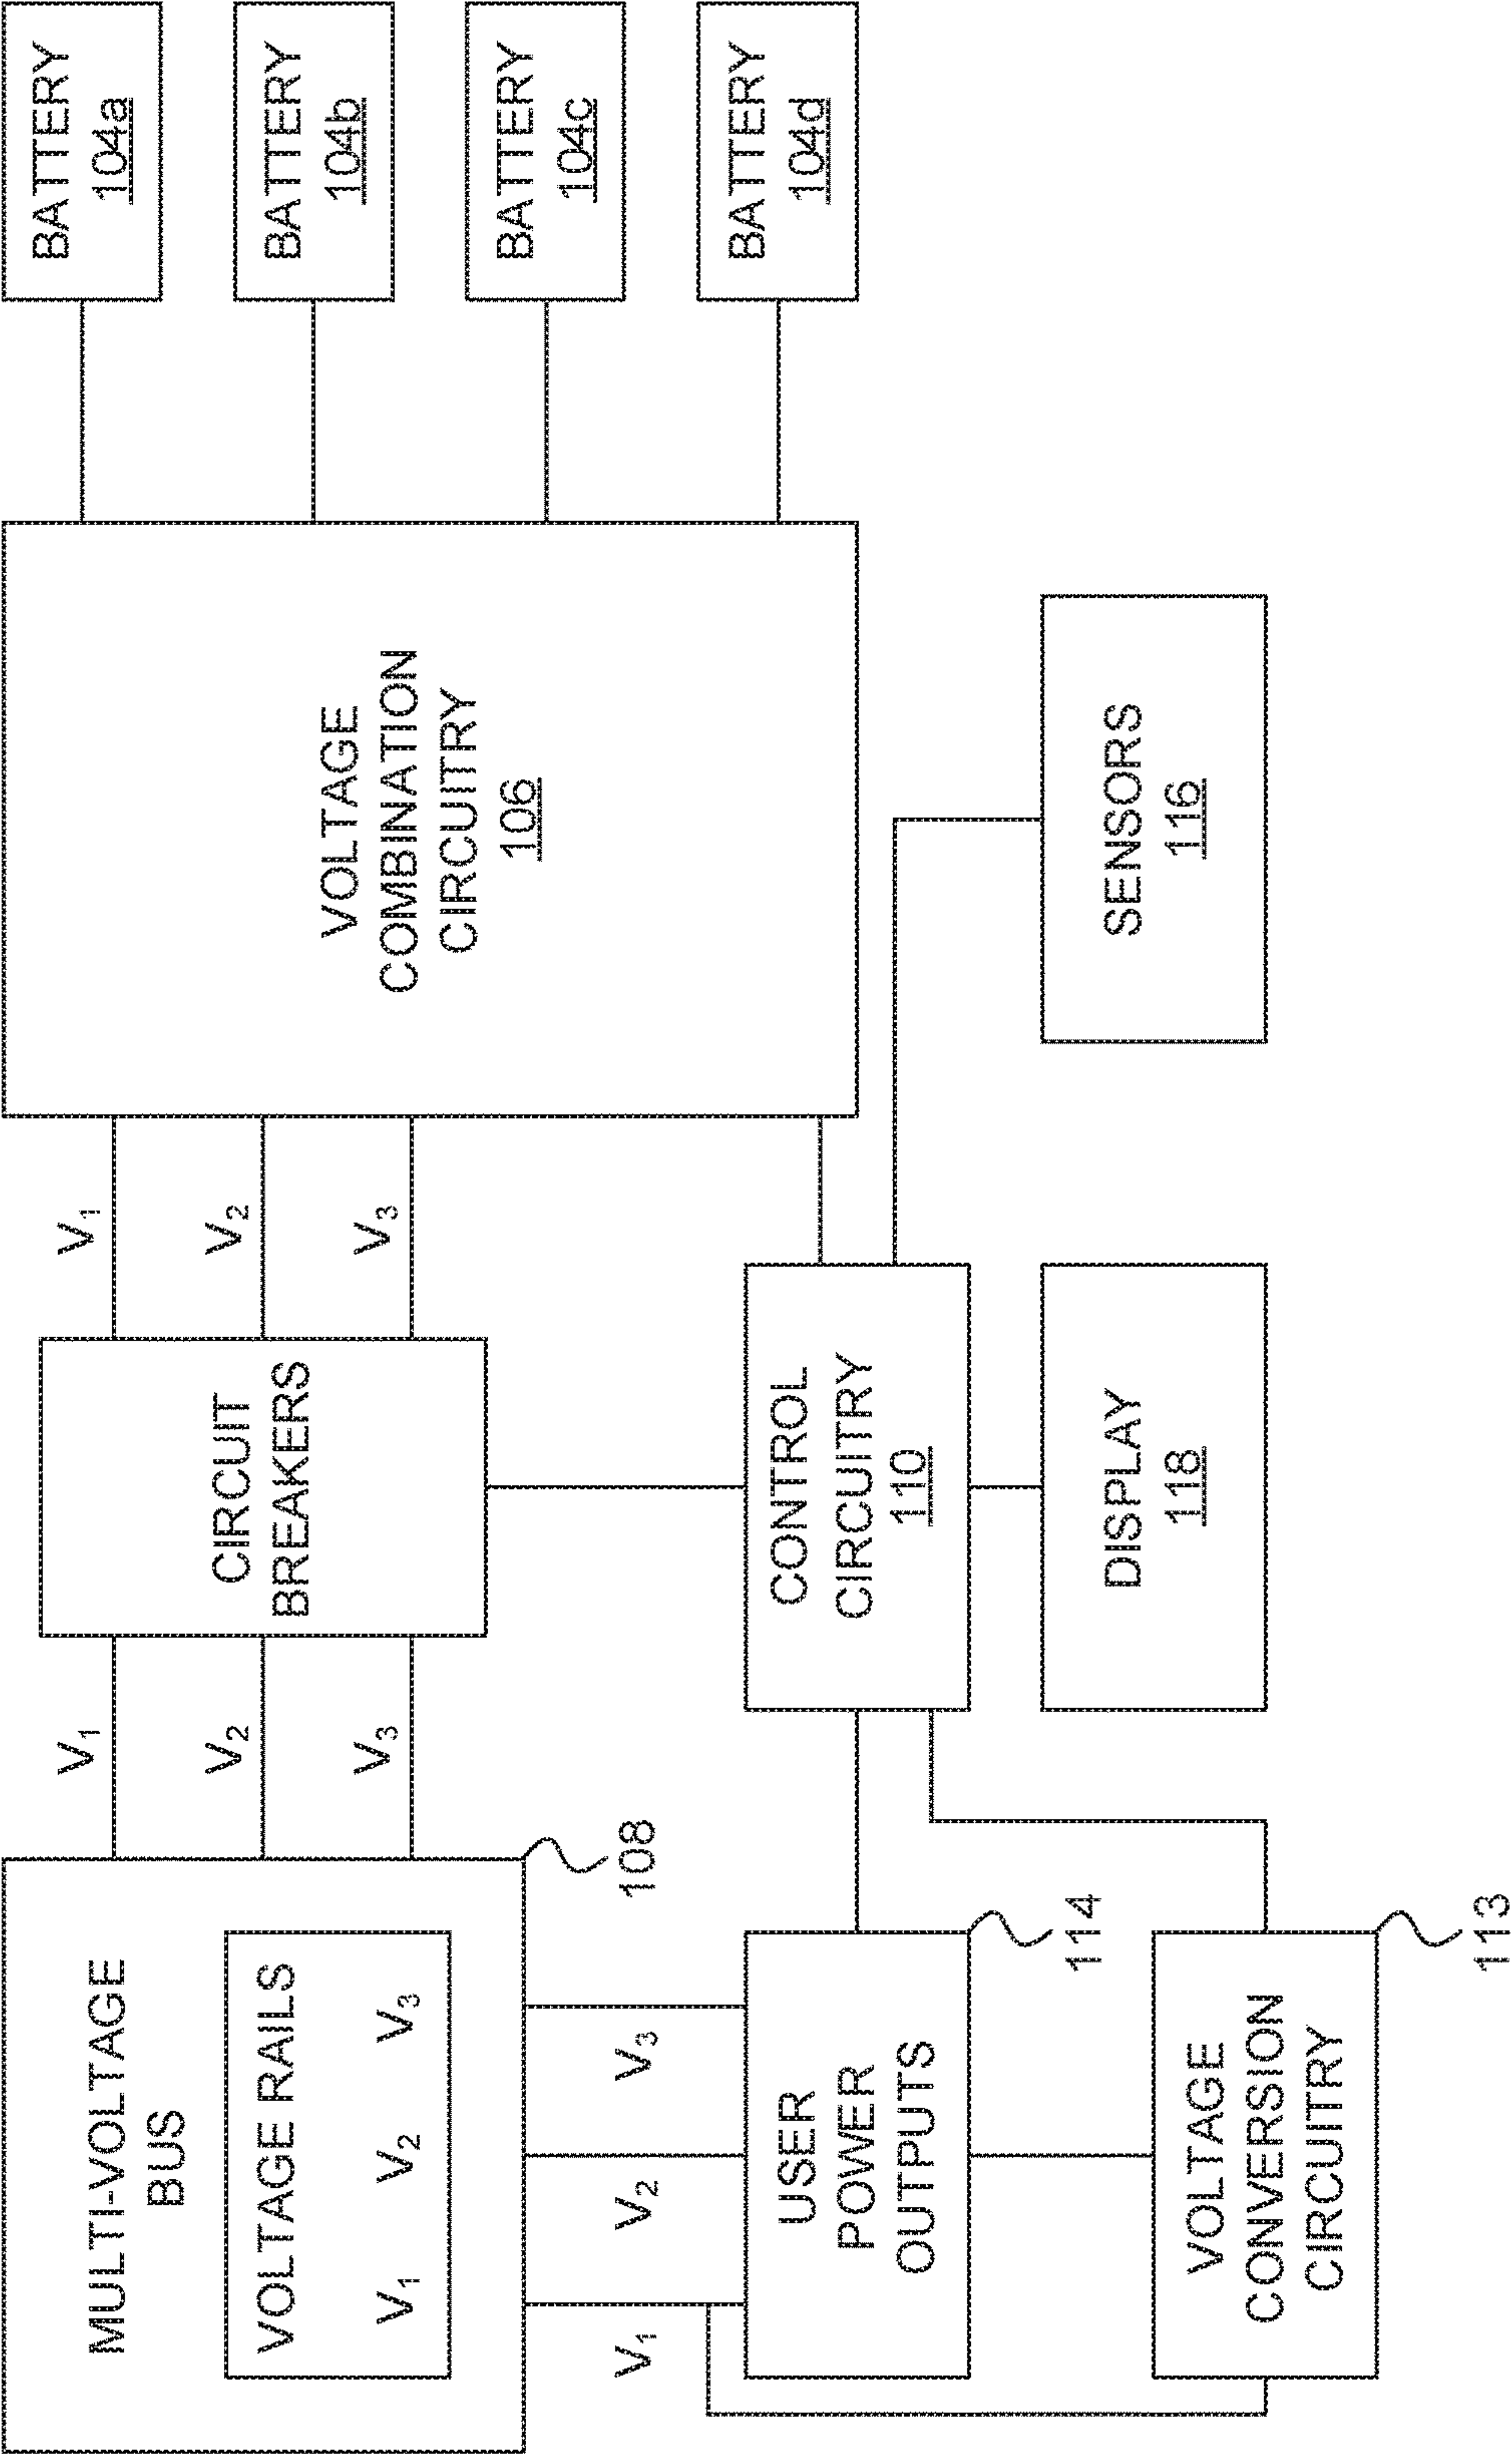 MULTI-VOLTAGE
BUS
VOLTAGE RAILS
V1 V2 V3
108
V1
V2
V3
CIRCUIT
BREAKERS
V1
V2
V3
VOLTAGE
COMBINATION
CIRCUITRY
106
BATTERY
104a
BATTERY
104b
BATTERY
104c
BATTERY
104d
V1
V2
V3
USER
POWER
OUTPUTS
114
CONTROL
CIRCUITRY
110
VOLTAGE
CONVERSION
CIRCUITRY
113
DISPLAY
118
SENSORS
116